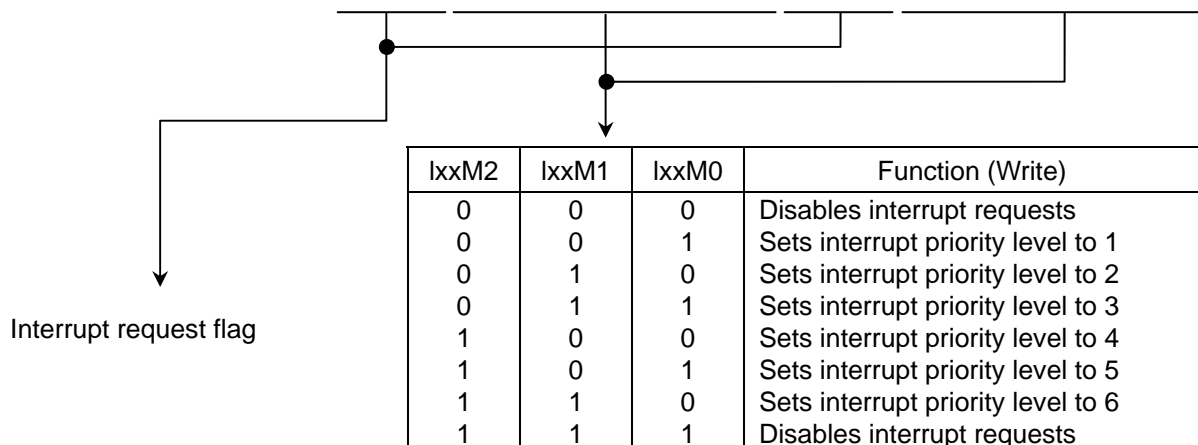 lxxM2 lxxM1 lxxM0 Function (Write)
0 0 0 Disables interrupt requests
0 0 1 Sets interrupt priority level to 1
0 1 0 Sets interrupt priority level to 2
0 1 1 Sets interrupt priority level to 3
1 0 0 Sets interrupt priority level to 4
1 0 1 Sets interrupt priority level to 5
1 1 0 Sets interrupt priority level to 6
1 1 1 Disables interrupt requests
Interrupt request flag